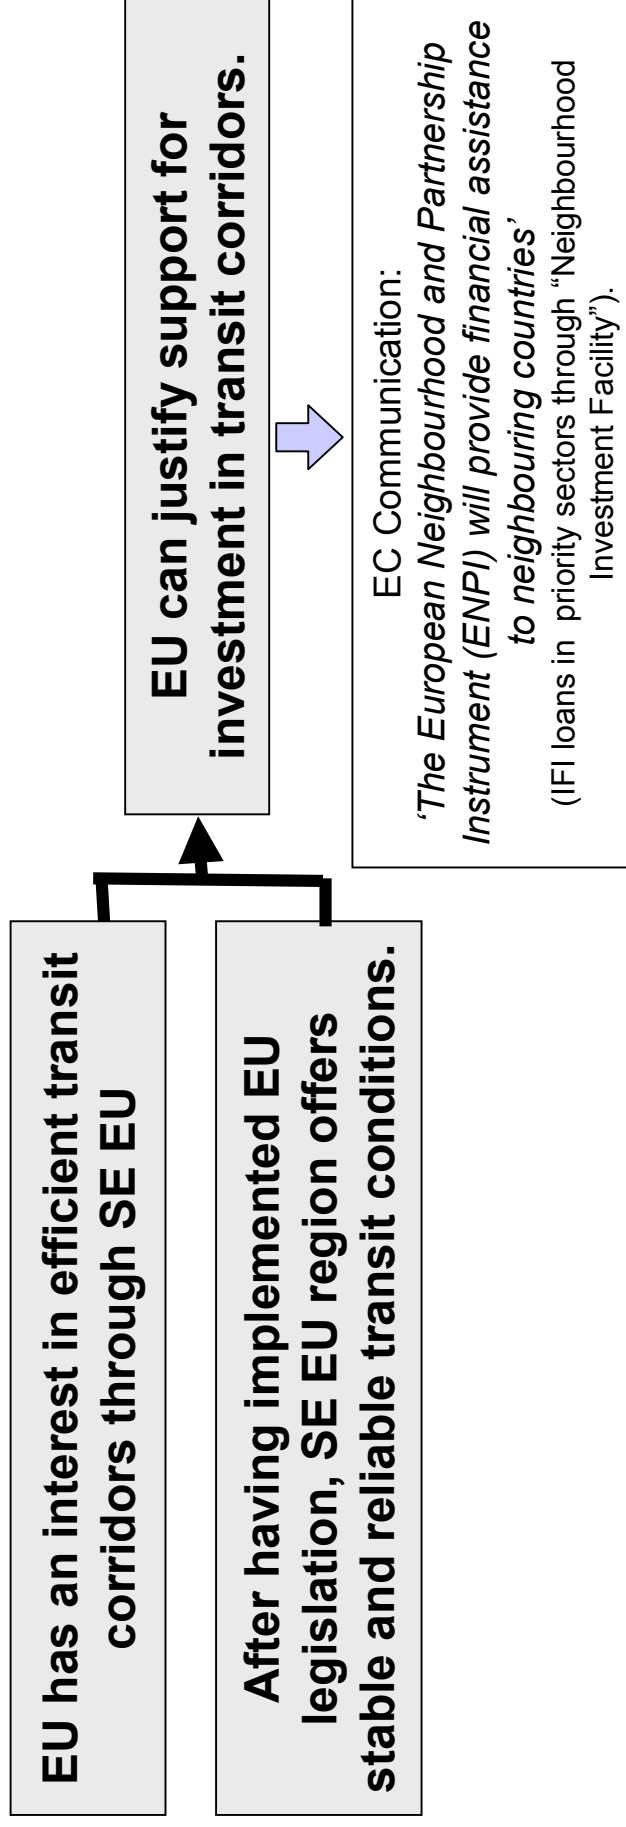 EU has an interest in efficient transit
corridors through SE EU
After having implemented EU
legislation, SE EU region offers
stable and reliable transit conditions.
EU can justify support for
investment in transit corridors.
EC Communication:
‘The European Neighbourhood and Partnership
Instrument (ENPI) will provide financial assistance
to neighbouring countries’
(IFI loans in priority sectors through “Neighbourhood
Investment Facility”).